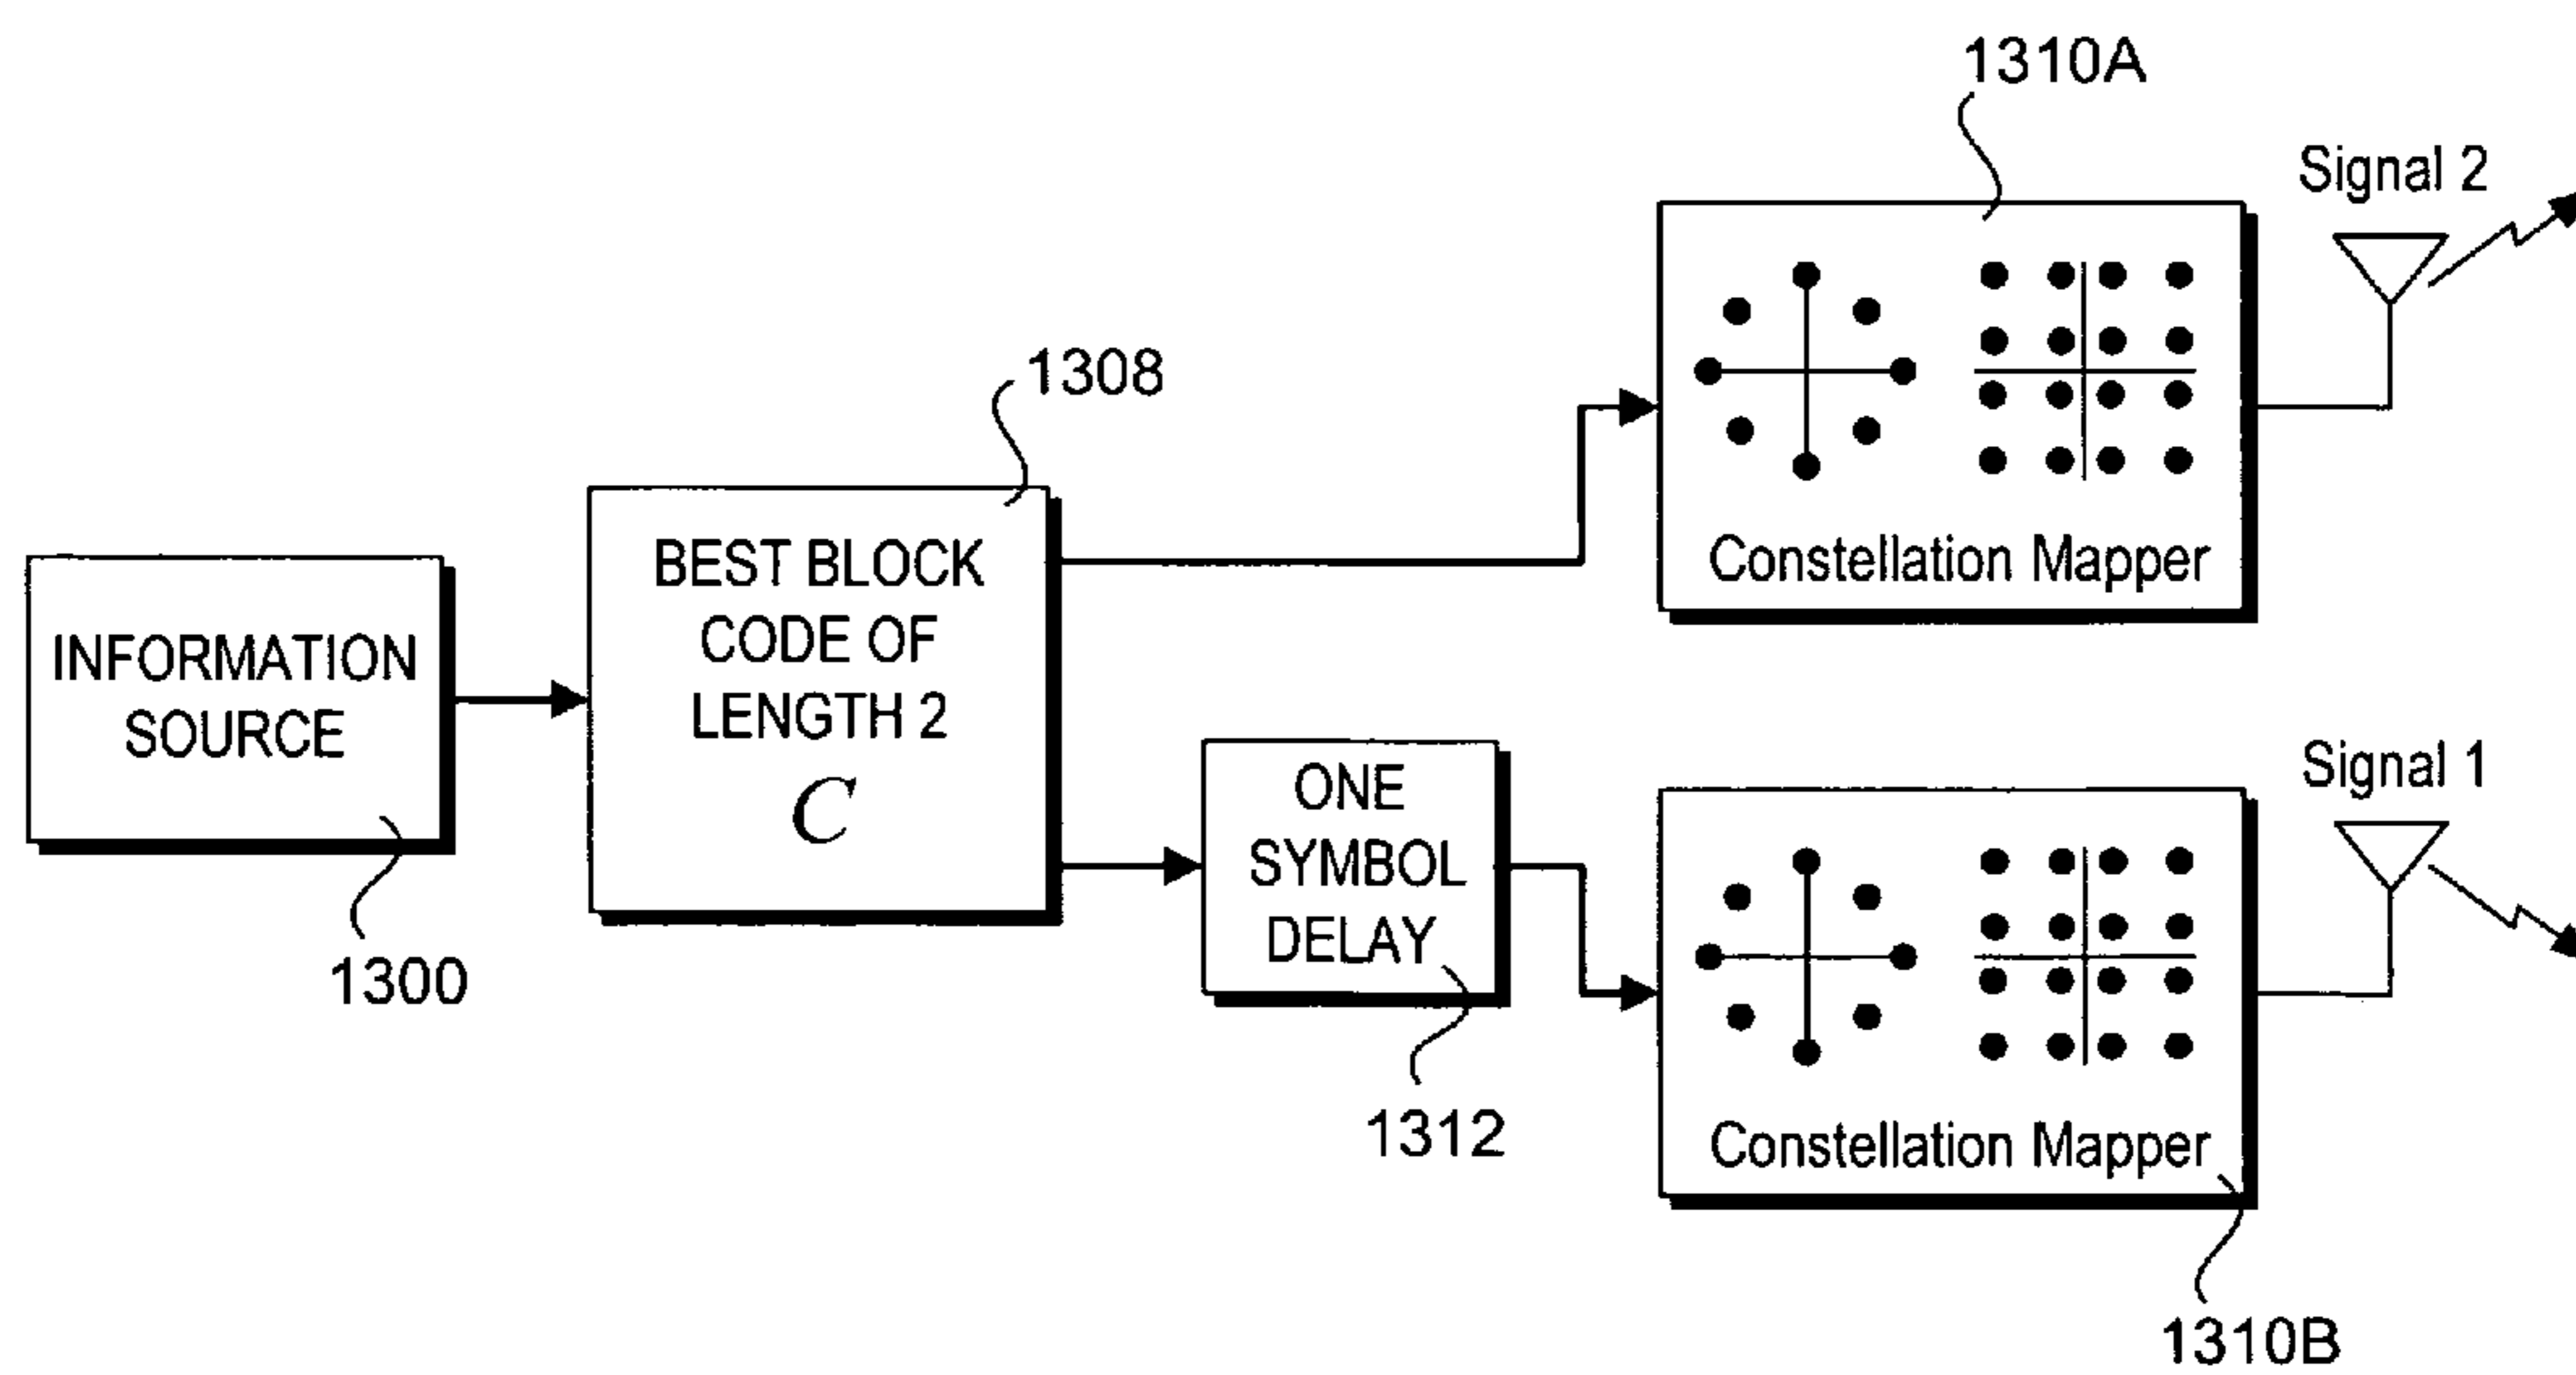 1310A
Signal 2
1308
Constellation Mapper
BEST BLOCK
CODE OF
LENGTH 2
C
INFORMATION
SOURCE
1300
ONE
SYMBOL
DELAY
1312
Signal 1
Constellation Mapper
1310B